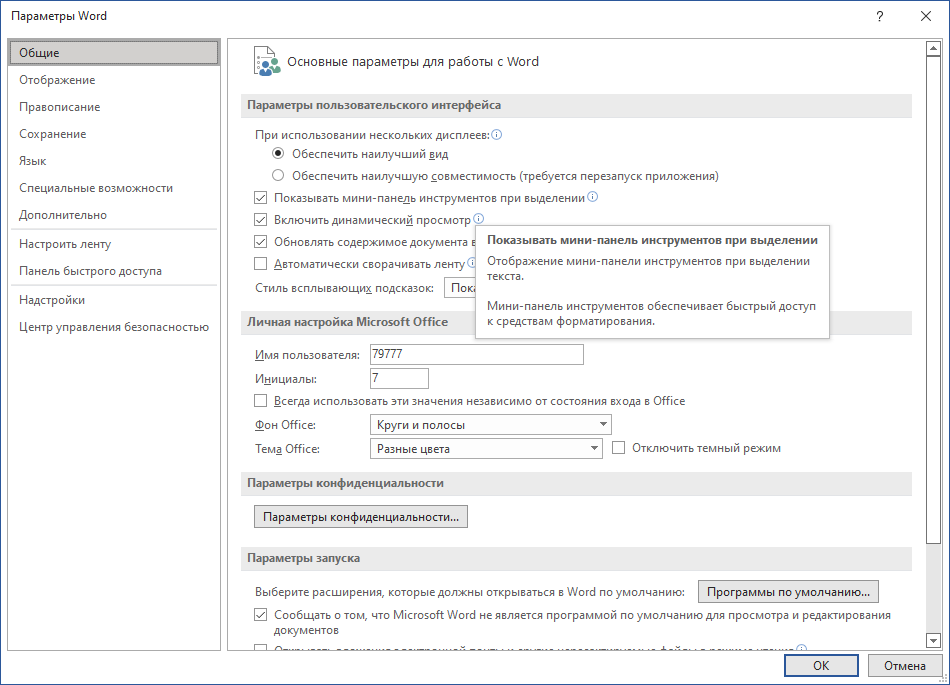 Параметры Word
?
Общие
Отображение
Правописание
Сохранение
Язык
Специальные возможности
Дополнительно
Настроить ленту
Панель быстрого доступа
Надстройки
Центр управления безопасностью
Основные параметры для работы с Word
Параметры пользовательского интерфейса
При использовании нескольких дисплеев:
Обеспечить наилучший вид
Обеспечить наилучшую совместимость (требуется перезапуск приложения)
Показывать мини-панель инструментов при выделении
Включить динамический просмотр
Обновлять содержимое документа
Автоматически сворачивать ленту
Стиль всплывающих подсказок:
Показывать мини-панель инструментов при выделении
Отображение мини-панели инструментов при выделении
текста.
Мини-панель инструментов обеспечивает быстрый доступ
к средствам форматирования.
Личная настройка Microsoft Office
Имя пользователя: 79777
Инициалы: 7
Всегда использовать эти значения независимо от состояния входа в Office
Фон Office: Круги и полосы
Тема Office: Разные цвета Отключить темный режим
Параметры конфиденциальности
Параметры конфиденциальности...
Параметры запуска
Выберите расширения, которые должны открываться в Word по умолчанию: Программы по умолчанию...
Сообщать о том, что Microsoft Word не является программой по умолчанию для просмотра и редактирования
документов
ОК
Отмена